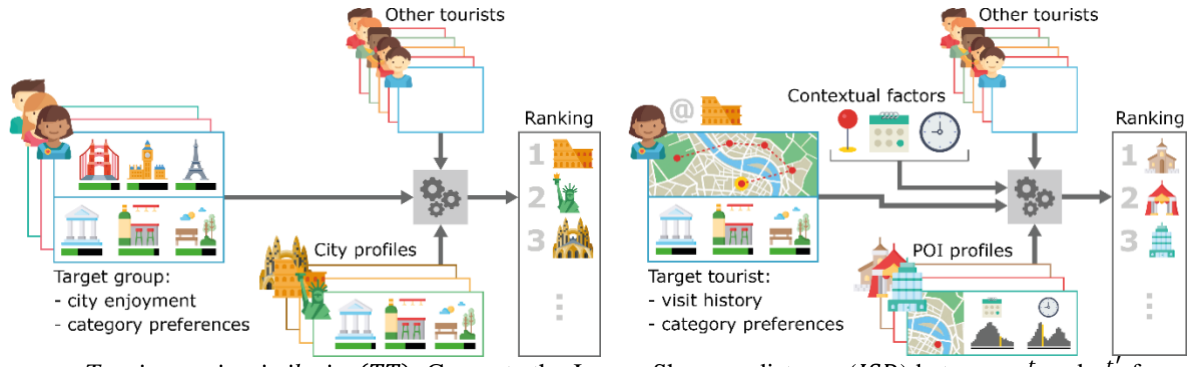 Other tourists
Ranking
1
2
3
Target group:
- city enjoyment
- category preferences
City profiles
Other tourists
@
Contextual factors
Ranking
1
2
3
Target tourist:
- visit history
- category preferences
POI profiles